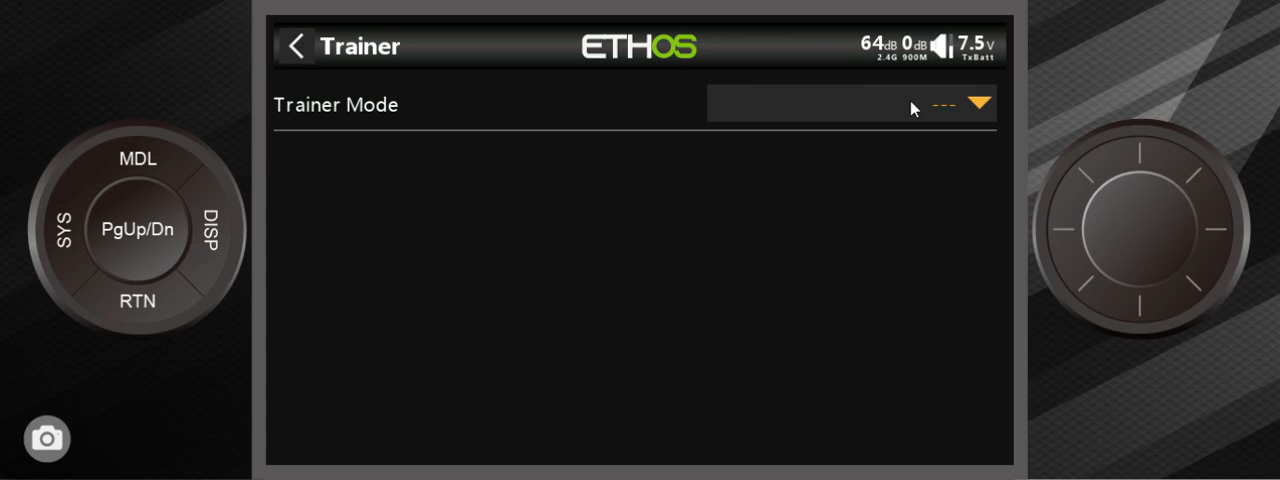 Trainer
ETHOS
64dB 0dB 7.5V
2.4G 900M TxBatt
Trainer Mode
---
MDL
SYS
PgUp/Dn
DISP
RTN